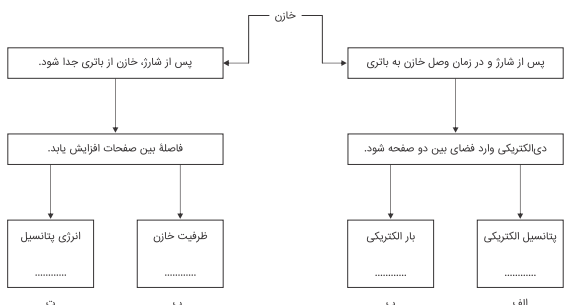 خازن
پس از شارژ و در زمان وصل خازن به باتری
پس از شارژ، خازن از باتری جدا شود.
دی‌الکتریکی وارد فضای بین دو صفحه شود.
فاصلهٔ بین صفحات افزایش یابد.
پتانسیل الکتریکی
............
بار الکتریکی
............
ظرفیت خازن
............
انرژی پتانسیل
............
الف
ب
پ
ت